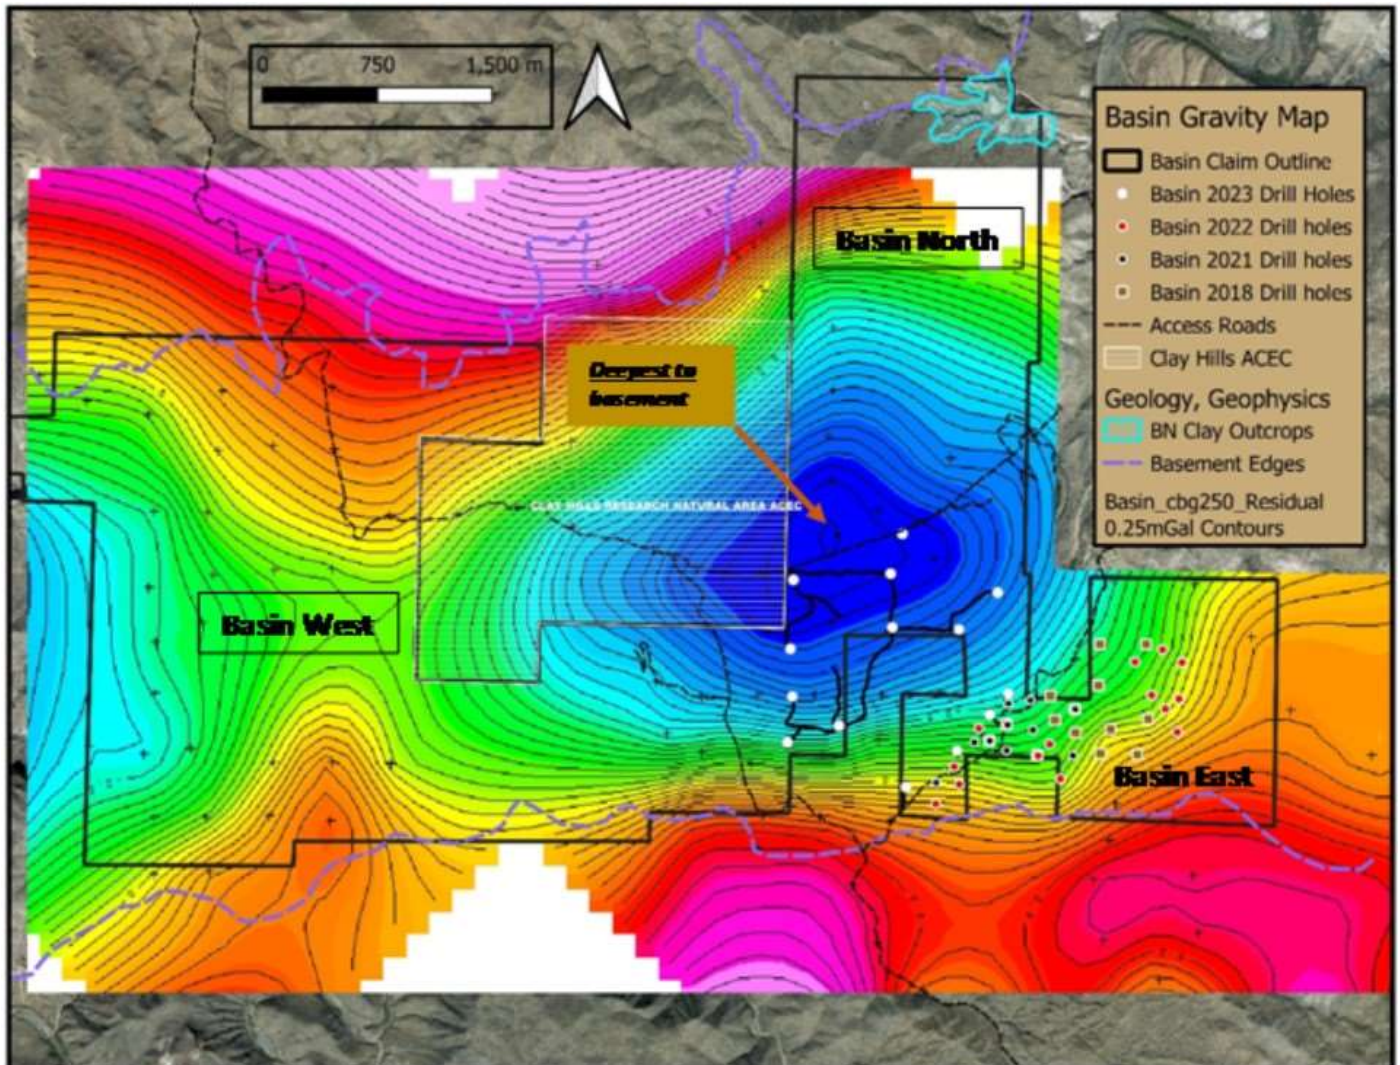 0 750 1,500 m
Basin Gravity Map
Basin Claim Outline
Basin 2023 Drill Holes
Basin 2022 Drill holes
Basin 2021 Drill holes
Basin 2018 Drill holes
Access Roads
Clay Hills ACEC
Geology, Geophysics
BN Clay Outcrops
Basement Edges
Basin_cbg250_Residual
0.25mGal Contours
Basin North
Deepest to
basement
CLAY HILLS RESEARCH NATURAL AREA ACEC
Basin West
Basin East